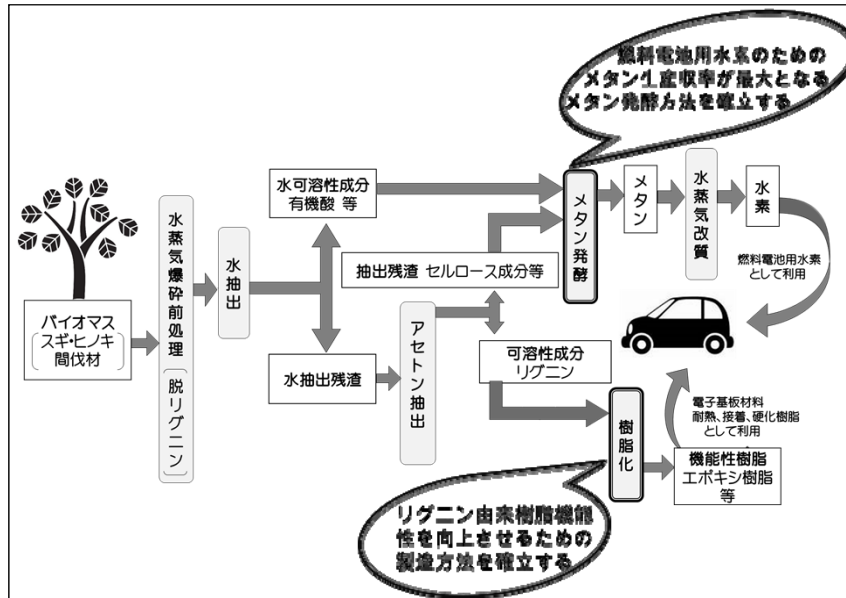 燃料電池用水素のための
メタン生産収率が最大となる
メタン発酵方法を確立する
バイオマス
スギ・ヒノキ
間伐材
水蒸気爆砕前処理
脱リグニン
水抽出
水可溶性成分
有機酸 等
水抽出残渣
アセトン抽出
抽出残渣 セルロース成分等
可溶性成分
リグニン
メタン発酵
メタン
水蒸気改質
水素
燃料電池用水素
として利用
樹脂化
電子基板材料
耐熱、接着、硬化樹脂
として利用
機能性樹脂
エポキシ樹脂
等
リグニン由来樹脂機能
性を向上させるための
製造方法を確立する